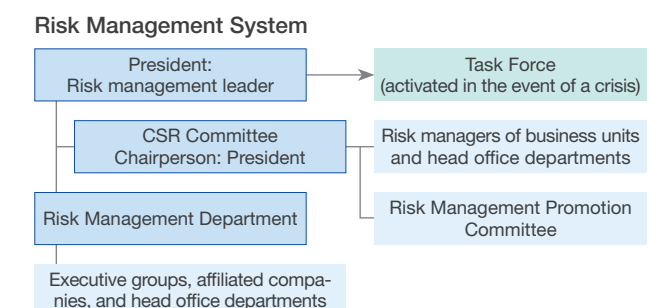 Risk Management System
President:
Risk management leader
Task Force
(activated in the event of a crisis)
CSR Committee
Chairperson: President
Risk managers of business units
and head office departments
Risk Management Department
Risk Management Promotion
Committee
Executive groups, affiliated compa-
nies, and head office departments